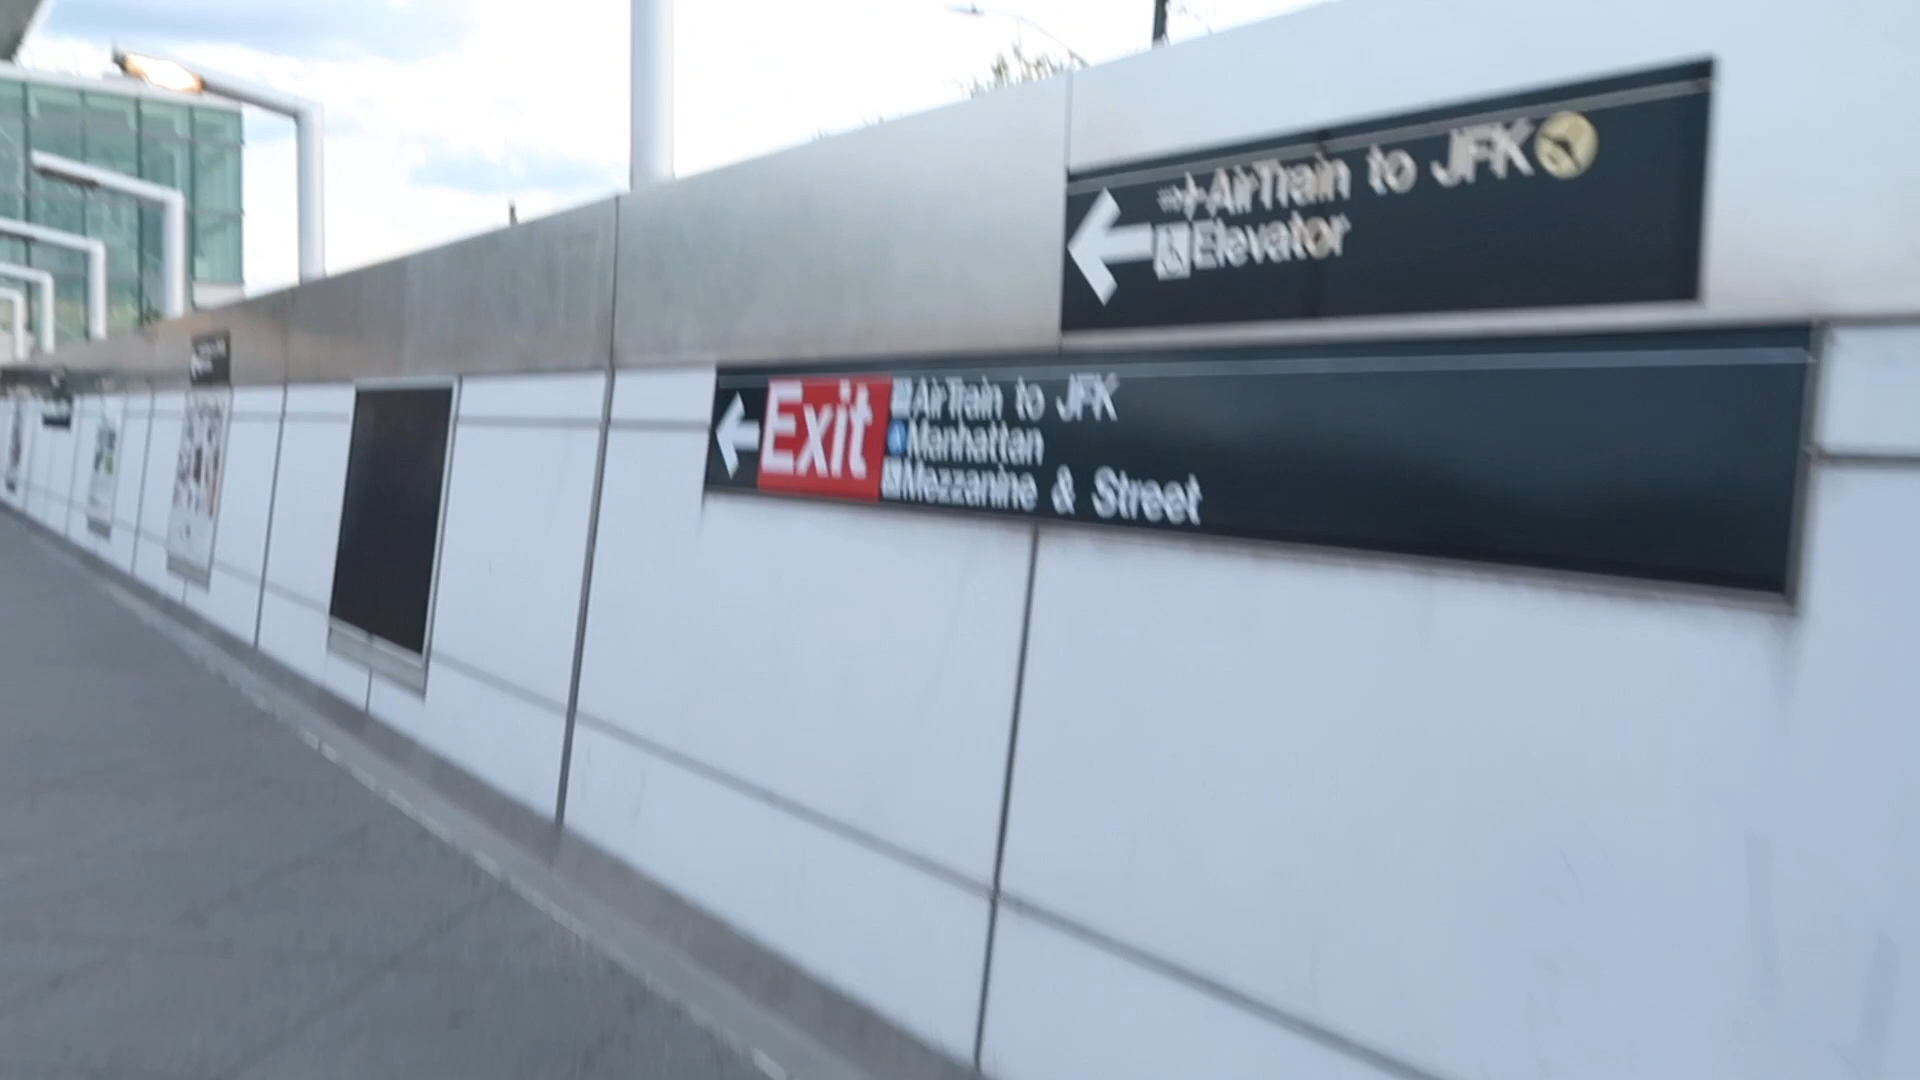 AirTrain to JFK
Elevator
Exit
AirTrain to JFK
Manhattan
Mezzanine & Street